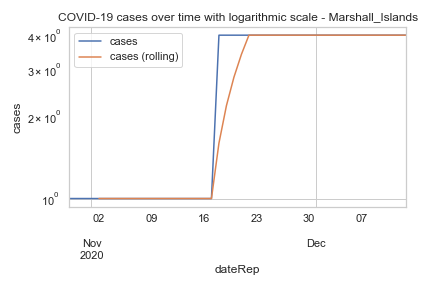 COVID-19 cases over time with logarithmic scale - Marshall_Islands
cases
cases (rolling)
4 × 10⁰
3 × 10⁰
2 × 10⁰
10⁰
cases
02 09 16 23 30 07
Nov Dec
2020
dateRep